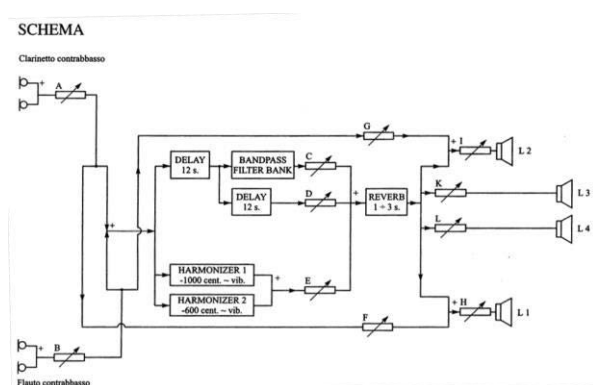 SCHEMA
Clarinetto contrabbasso
+
A
G
+ I
L 2
DELAY
12 s.
BANDPASS
FILTER BANK
C
K
L 3
DELAY
12 s.
D
+
REVERB
1 ÷ 3 s.
+
L
L 4
HARMONIZER 1
-1000 cent. ~ vib.
+
E
HARMONIZER 2
-600 cent. ~ vib.
F
+ H
L 1
+
B
Flauto contrabbasso